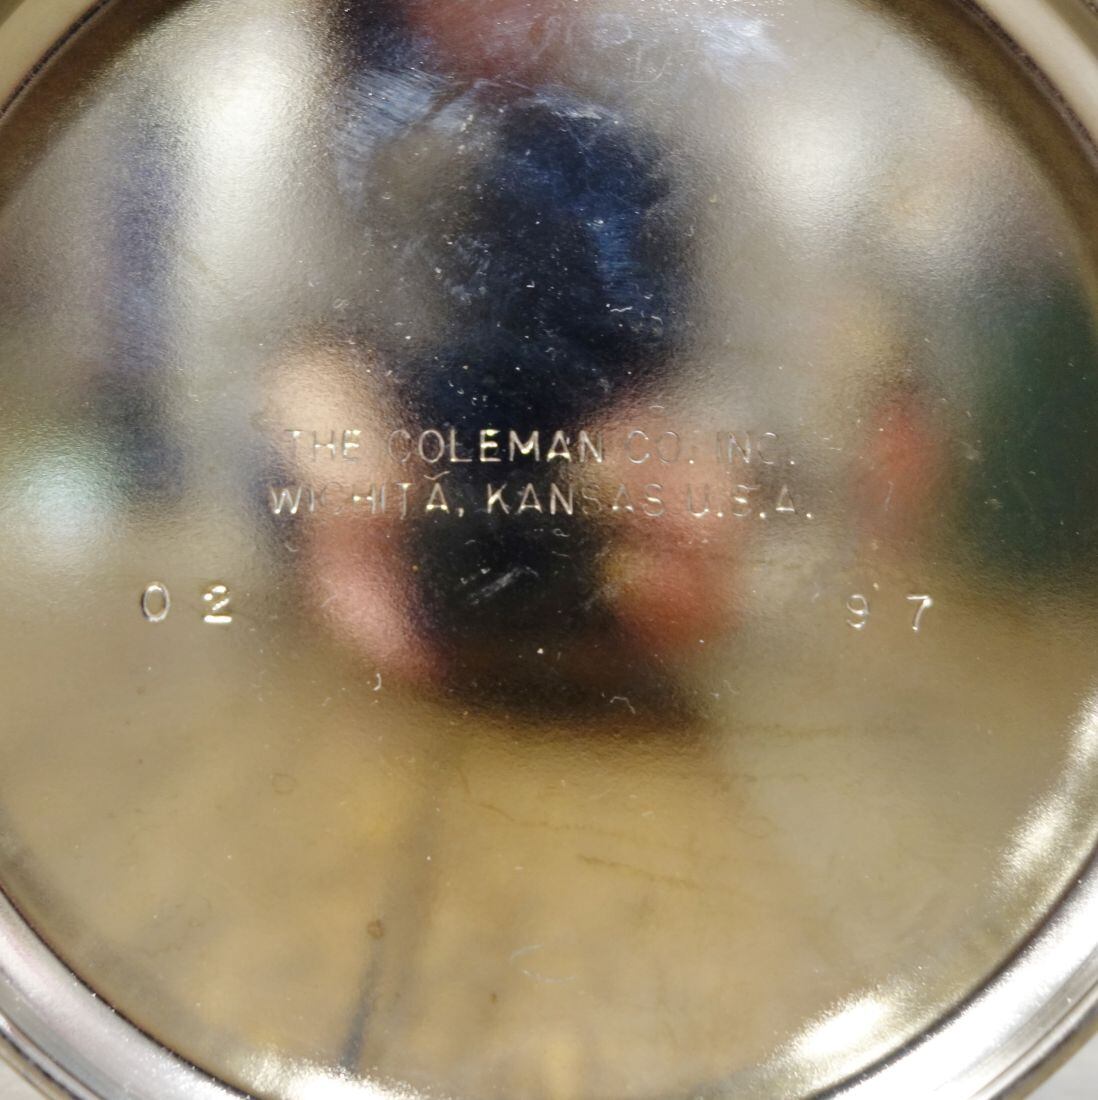 THE COLEMAN CO. INC.
WICHITA, KANSAS U.S.A.
02 97